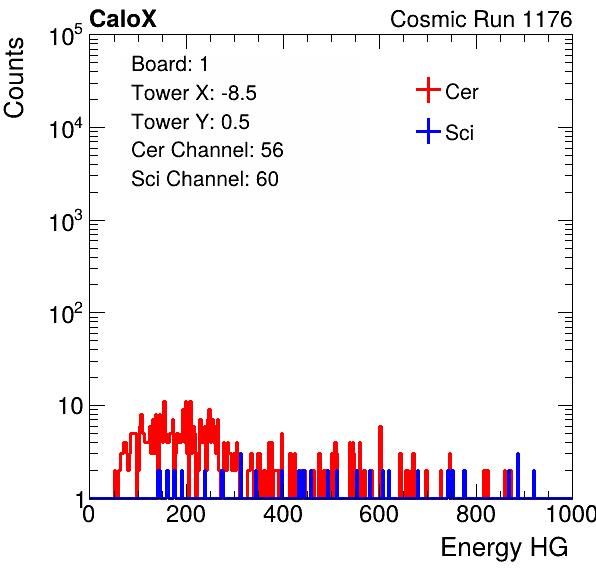 CaloX Cosmic Run 1176
Counts
10^5
10^4
10^3
10^2
10
1
Board: 1
Tower X: -8.5
Tower Y: 0.5
Cer Channel: 56
Sci Channel: 60
Cer
Sci
0 200 400 600 800 1000
Energy HG